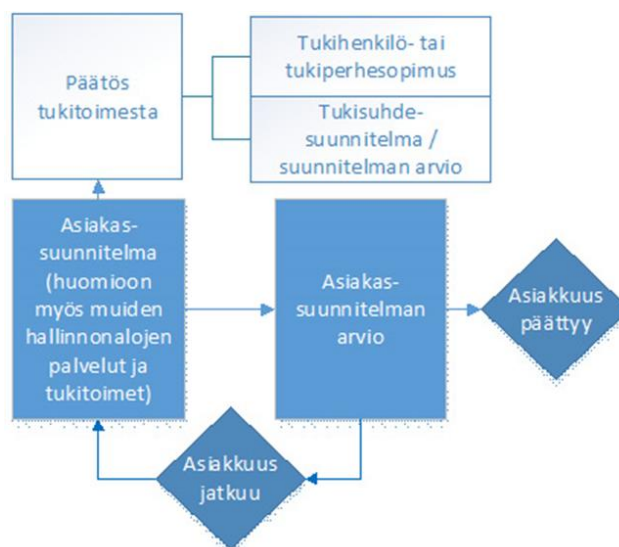 Päätös
tukitoimesta
Tukihenkilö- tai
tukiperhesopimus
Tukisuhde-
suunnitelma /
suunnitelman arvio
Asiakas-
suunnitelma
(huomioon
myös muiden
hallinnonalojen
palvelut ja
tukitoimet)
Asiakas-
suunnitelman
arvio
Asiakkuus
päättyy
Asiakkuus
jatkuu